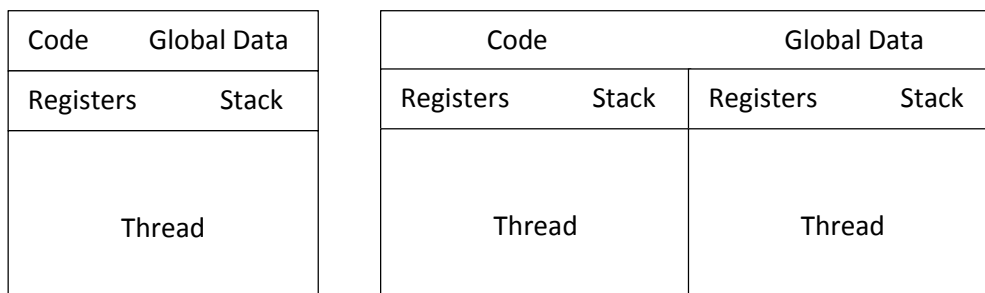 Code Global Data
Registers Stack
Thread
Code Global Data
Registers Stack Registers Stack
Thread Thread